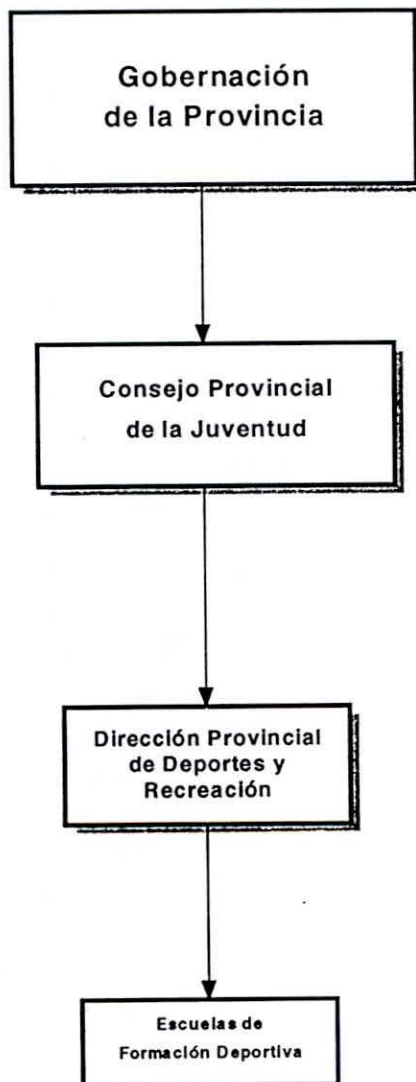 Gobernación
de la Provincia
Consejo Provincial
de la Juventud
Dirección Provincial
de Deportes y
Recreación
Escuelas de
Formación Deportiva